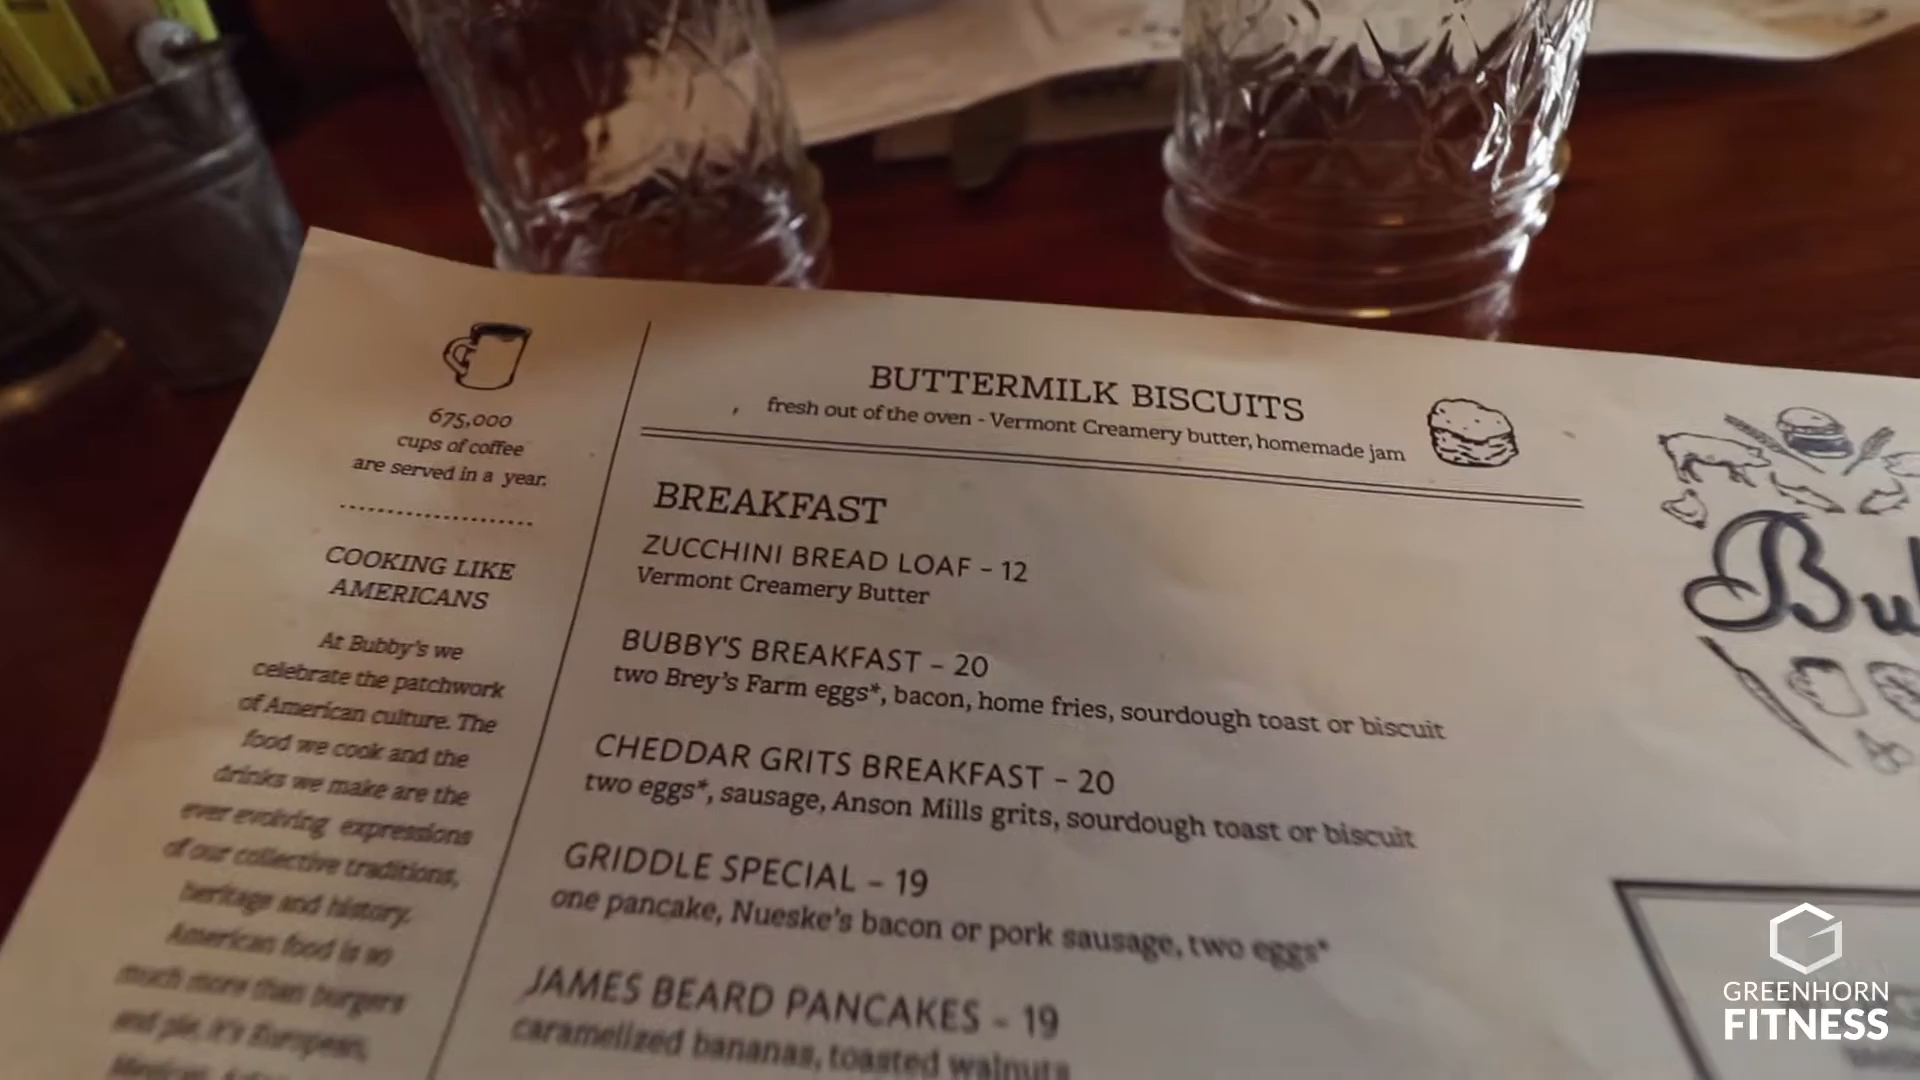 675,000
cups of coffee
are served in a year.
COOKING LIKE
AMERICANS
At Bubby's we
celebrate the patchwork
of American culture. The
food we cook and the
drinks we make are the
ever evolving expressions
of our collective traditions,
heritage and history.
American food is so
much more than burgers
and pie, it's European,
BUTTERMILK BISCUITS
fresh out of the oven - Vermont Creamery butter, homemade jam
BREAKFAST
ZUCCHINI BREAD LOAF – 12
Vermont Creamery Butter
BUBBY'S BREAKFAST – 20
two Brey's Farm eggs*, bacon, home fries, sourdough toast or biscuit
CHEDDAR GRITS BREAKFAST – 20
two eggs*, sausage, Anson Mills grits, sourdough toast or biscuit
GRIDDLE SPECIAL – 19
one pancake, Nueske's bacon or pork sausage, two eggs*
JAMES BEARD PANCAKES – 19
caramelized bananas, toasted walnuts
GREENHORN
FITNESS